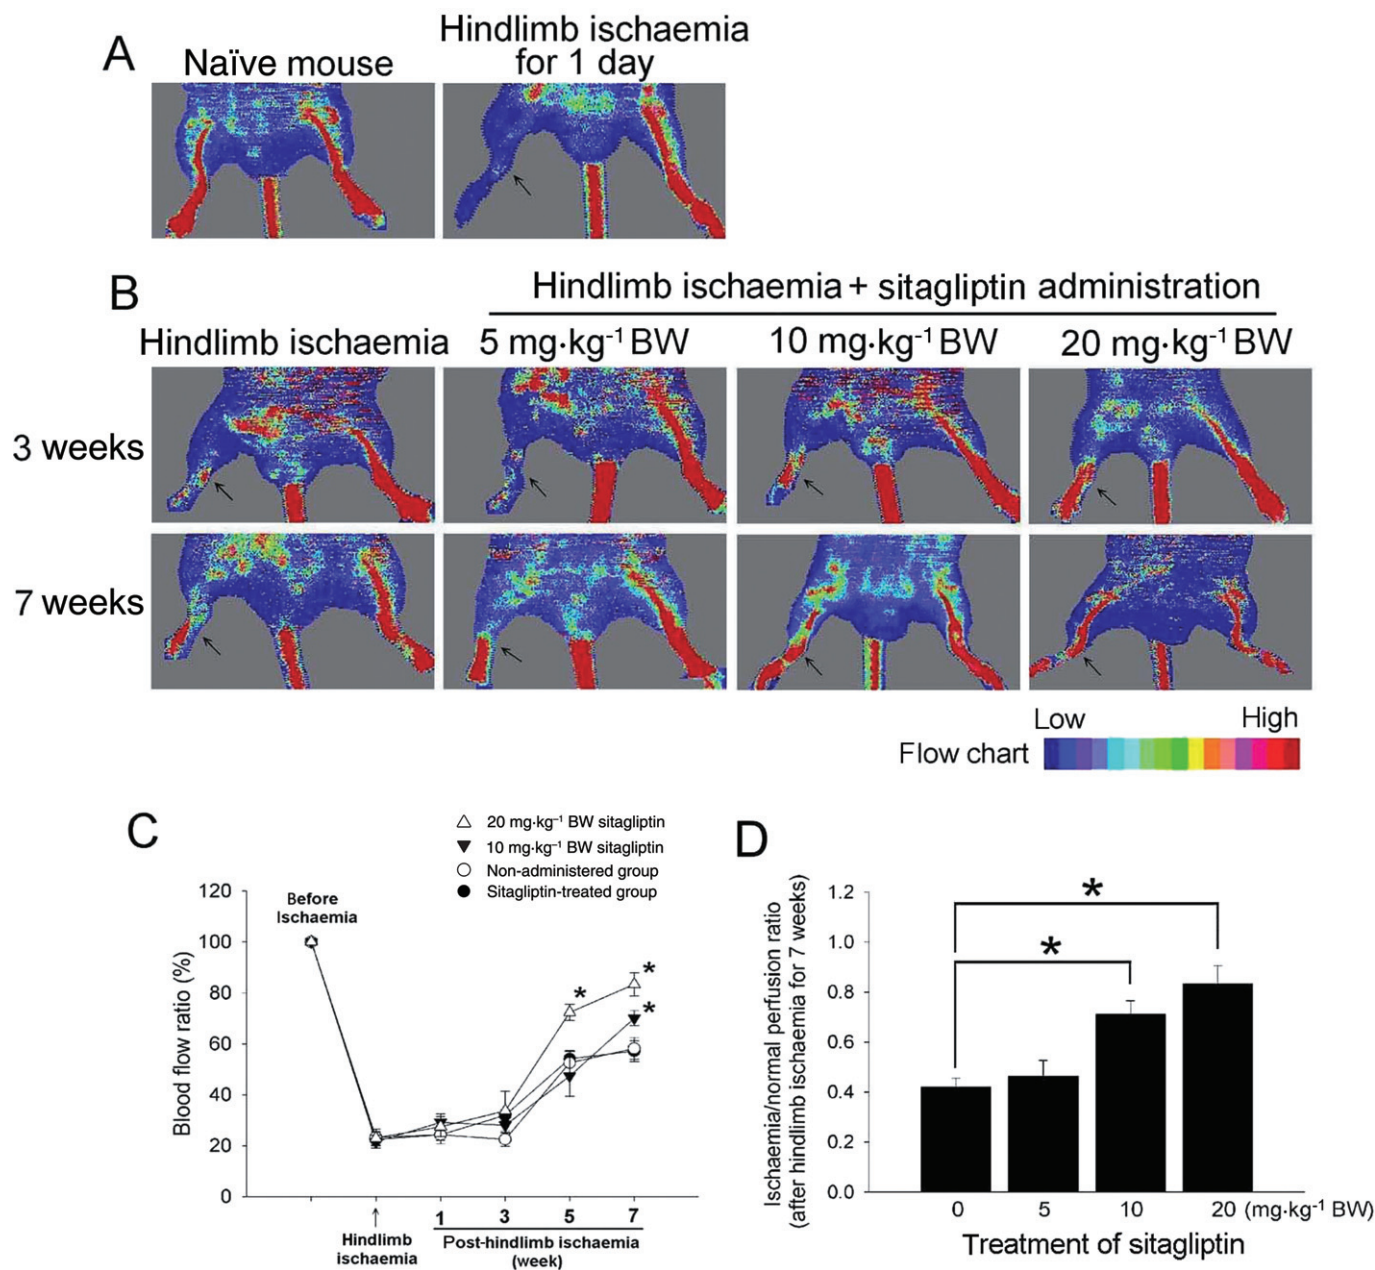 A
Naïve mouse
Hindlimb ischaemia
for 1 day
B
Hindlimb ischaemia + sitagliptin administration
Hindlimb ischaemia
5 mg·kg⁻¹ BW
10 mg·kg⁻¹ BW
20 mg·kg⁻¹ BW
3 weeks
7 weeks
Low
High
Flow chart
C
20 mg·kg⁻¹ BW sitagliptin
10 mg·kg⁻¹ BW sitagliptin
Non-administered group
Sitagliptin-treated group
Blood flow ratio (%)
120
100
80
60
40
20
0
Before
Ischaemia
*
*
*
Hindlimb
ischaemia
1 3 5 7
Post-hindlimb ischaemia
(week)
D
Ischaemia/normal perfusion ratio
(after hindlimb ischaemia for 7 weeks)
1.2
1.0
0.8
0.6
0.4
0.2
0.0
*
*
0 5 10 20 (mg·kg⁻¹ BW)
Treatment of sitagliptin